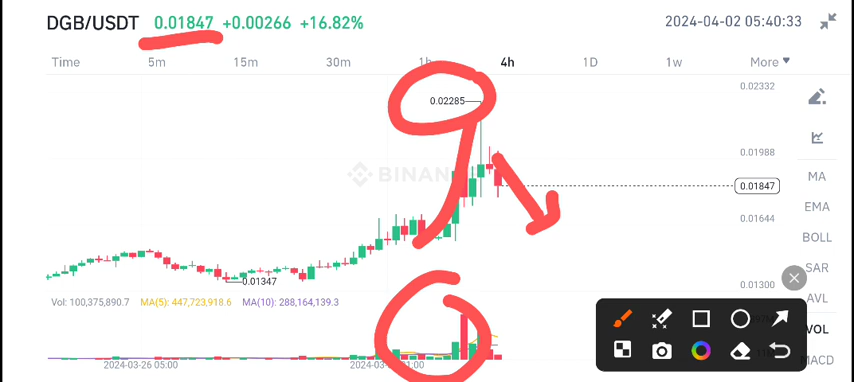 DGB/USDT 0.01847 +0.00266 +16.82% 2024-04-02 05:40:33
Time 5m 15m 30m 1h 4h 1D 1w More
0.02332
0.02285
0.01988
BINAN
MA
0.01847
EMA
0.01644
BOLL
SAR
0.01347
0.01300
AVL
Vol: 100,375,890.7 MA(5): 447,723,918.6 MA(10): 288,164,139.3
VOL
MACD
2024-03-26 05:00